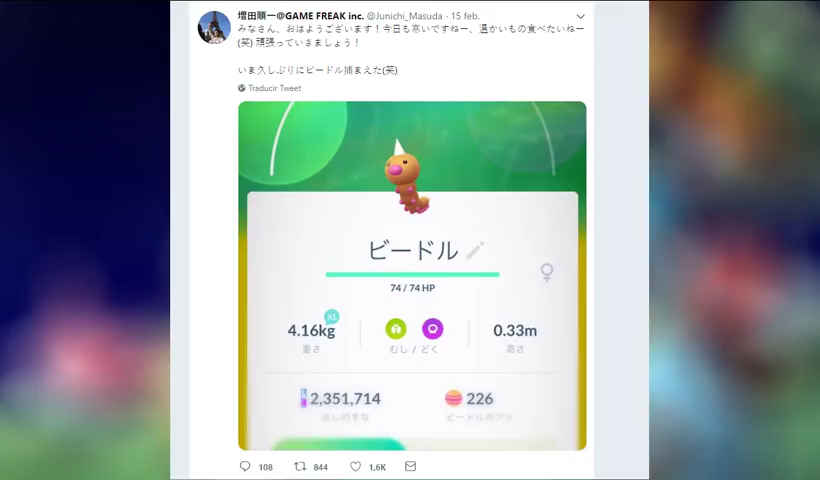 増田順一@GAME FREAK inc. @Junichi_Masuda · 15 feb.
みなさん、おはようございます！今日も寒いですねー、温かいもの食べたいねー
(笑) 頑張っていきましょう！
いま久しぶりにビードル捕まえた(笑)
Traducir Tweet
ビードル
74 / 74 HP
XL
4.16kg
0.33m
重さ
むし / どく
高さ
2,351,714
226
ほしのすな
ビードルのアメ
108
844
1,6K